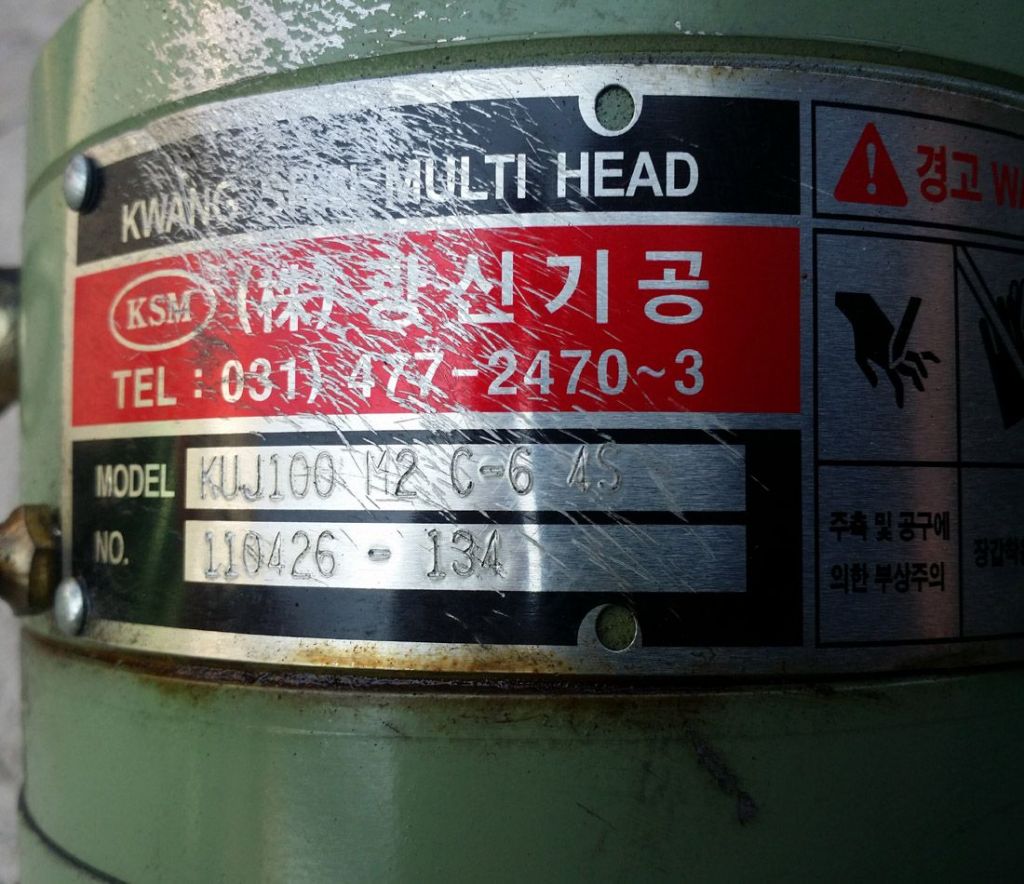 KWANG MULTI HEAD
KSM (株) 광신기공
TEL : 031) 477-2470~3
MODEL KUJ100 M2 C-6 4S
NO. 110426 - 134
경고
주축 및 공구에
의한 부상주의